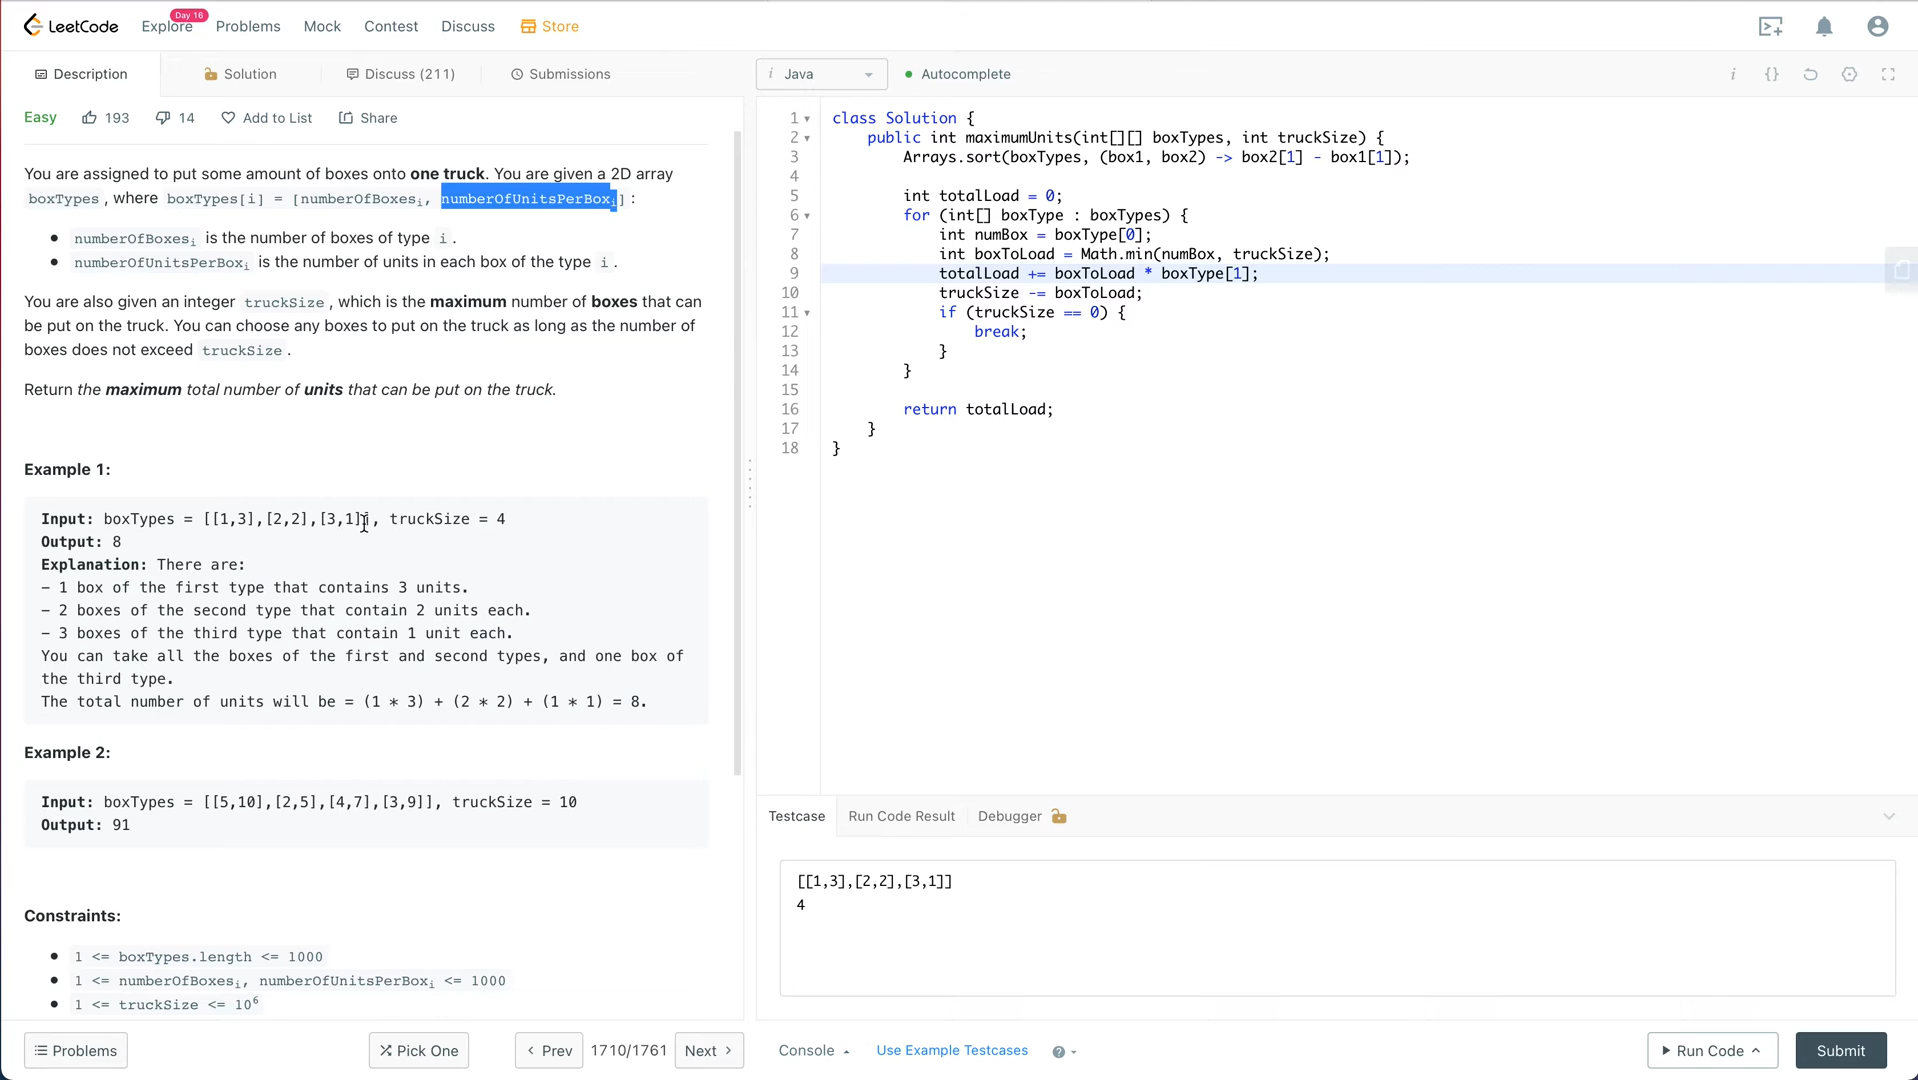 LeetCode
Explore
Day 16
Problems
Mock
Contest
Discuss
Store
Description
Solution
Discuss (211)
Submissions
Easy
193
14
Add to List
Share
You are assigned to put some amount of boxes onto one truck. You are given a 2D array
boxTypes, where boxTypes[i] = [numberOfBoxesᵢ, numberOfUnitsPerBoxᵢ]:
numberOfBoxesᵢ is the number of boxes of type i.
numberOfUnitsPerBoxᵢ is the number of units in each box of the type i.
You are also given an integer truckSize, which is the maximum number of boxes that can
be put on the truck. You can choose any boxes to put on the truck as long as the number of
boxes does not exceed truckSize.
Return the maximum total number of units that can be put on the truck.
Example 1:
Input: boxTypes = [[1,3],[2,2],[3,1]], truckSize = 4
Output: 8
Explanation: There are:
- 1 box of the first type that contains 3 units.
- 2 boxes of the second type that contain 2 units each.
- 3 boxes of the third type that contain 1 unit each.
You can take all the boxes of the first and second types, and one box of
the third type.
The total number of units will be = (1 * 3) + (2 * 2) + (1 * 1) = 8.
Example 2:
Input: boxTypes = [[5,10],[2,5],[4,7],[3,9]], truckSize = 10
Output: 91
Constraints:
1 <= boxTypes.length <= 1000
1 <= numberOfBoxesᵢ, numberOfUnitsPerBoxᵢ <= 1000
1 <= truckSize <= 10⁶
Problems
Pick One
Prev
1710/1761
Next
i Java
Autocomplete
i
{}
1 class Solution {
2 public int maximumUnits(int[][] boxTypes, int truckSize) {
3 Arrays.sort(boxTypes, (box1, box2) -> box2[1] - box1[1]);
4
5 int totalLoad = 0;
6 for (int[] boxType : boxTypes) {
7 int numBox = boxType[0];
8 int boxToLoad = Math.min(numBox, truckSize);
9 totalLoad += boxToLoad * boxType[1];
10 truckSize -= boxToLoad;
11 if (truckSize == 0) {
12 break;
13 }
14 }
15
16 return totalLoad;
17 }
18 }
Testcase
Run Code Result
Debugger
[[1,3],[2,2],[3,1]]
4
Console
Use Example Testcases
?
Run Code
Submit